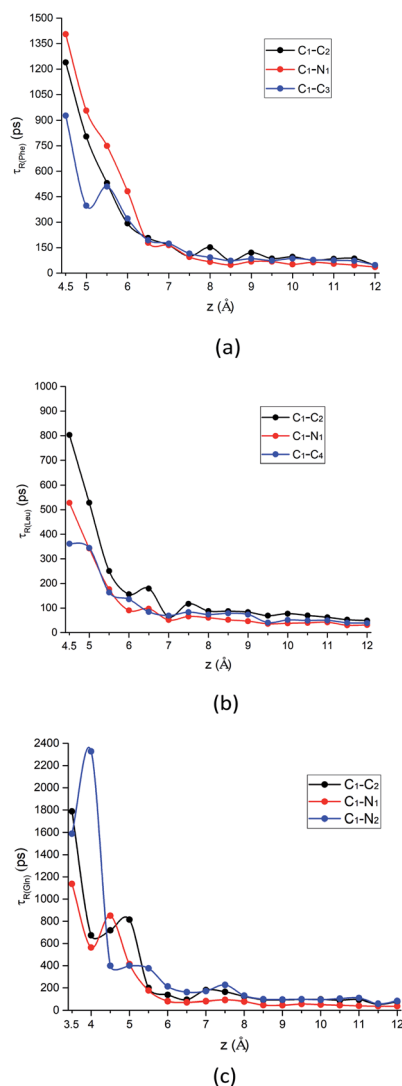 1500
1350
1200
1050
900
750
600
450
300
150
0
τR(Phe) (ps)
C1-C2
C1-N1
C1-C3
4.5 5 6 7 8 9 10 11 12
z (Å)
(a)
1000
900
800
700
600
500
400
300
200
100
0
τR(Leu) (ps)
C1-C2
C1-N1
C1-C4
4.5 5 6 7 8 9 10 11 12
z (Å)
(b)
2400
2200
2000
1800
1600
1400
1200
1000
800
600
400
200
0
τR(Gln) (ps)
C1-C2
C1-N1
C1-N2
3.5 4 5 6 7 8 9 10 11 12
z (Å)
(c)